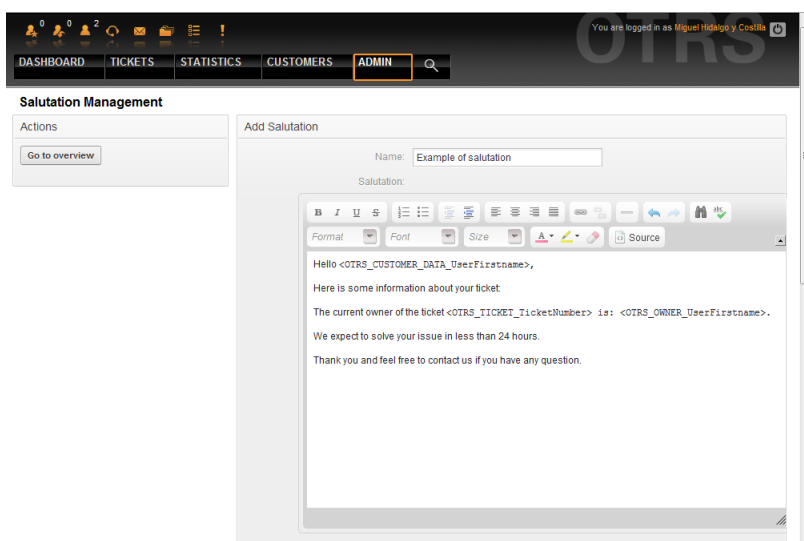 0 0 2
You are logged in as Miguel Hidalgo y Costilla
OTRS
DASHBOARD TICKETS STATISTICS CUSTOMERS ADMIN
Salutation Management
Actions
Go to overview
Add Salutation
Name: Example of salutation
Salutation:
B I U S
Format Font Size A Source
Hello <OTRS_CUSTOMER_DATA_UserFirstname>,
Here is some information about your ticket:
The current owner of the ticket <OTRS_TICKET_TicketNumber> is: <OTRS_OWNER_UserFirstname>.
We expect to solve your issue in less than 24 hours.
Thank you and feel free to contact us if you have any question.